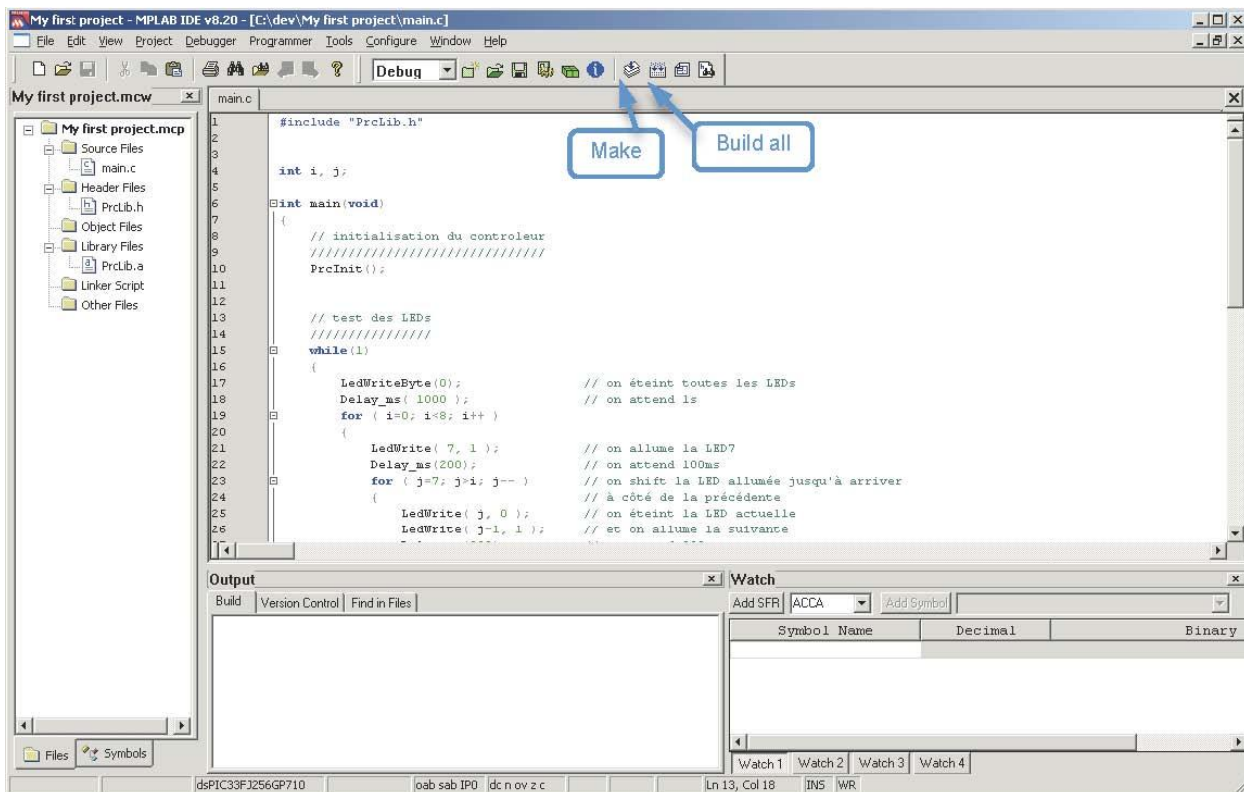 My first project - MPLAB IDE v8.20 - [C:\dev\My first project\main.c]
File Edit View Project Debugger Programmer Tools Configure Window Help
Debug
My first project.mcw
main.c
My first project.mcp
Source Files
main.c
Header Files
PrcLib.h
Object Files
Library Files
PrcLib.a
Linker Script
Other Files
Files
Symbols
Make
Build all
1 #include "PrcLib.h"
2
3
4 int i, j;
5
6 int main(void)
7 {
8 // initialisation du controleur
9 ///////////////////////////////
10 PrcInit();
11
12
13 // test des LEDs
14 ////////////////
15 while(1)
16 {
17 LedWriteByte(0); // on éteint toutes les LEDs
18 Delay_ms( 1000 ); // on attend 1s
19 for ( i=0; i<8; i++ )
20 {
21 LedWrite( 7, 1 ); // on allume la LED7
22 Delay_ms(200); // on attend 100ms
23 for ( j=7; j>i; j-- ) // on shift la LED allumée jusqu'à arriver
24 { // à côté de la précédente
25 LedWrite( j, 0 ); // on éteint la LED actuelle
26 LedWrite( j-1, 1 ); // et on allume la suivante
Output
Build Version Control Find in Files
Watch
Add SFR ACCA Add Symbol
Symbol Name Decimal Binary
Watch 1 Watch 2 Watch 3 Watch 4
dsPIC33FJ256GP710 oab sab IP0 dc n ov z c Ln 13, Col 18 INS WR